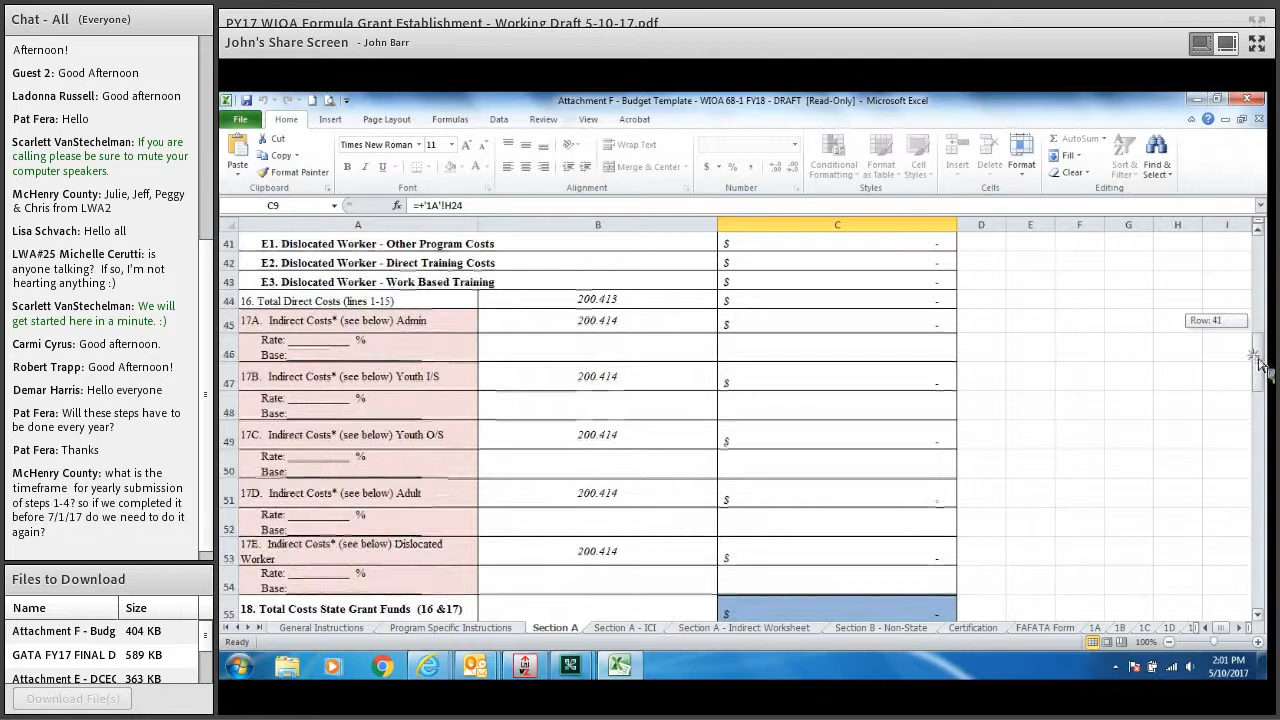 Chat - All (Everyone)
Afternoon!
Guest 2: Good Afternoon
Ladonna Russell: Good afternoon
Pat Fera: Hello
Scarlett VanStechelman: If you are
calling please be sure to mute your
computer speakers.
McHenry County: Julie, Jeff, Peggy
& Chris from LWA2
Lisa Schvach: Hello all
LWA#25 Michelle Cerutti: is
anyone talking? If so, I'm not
hearting anything :)
Scarlett VanStechelman: We will
get started here in a minute. :)
Carmi Cyrus: Good afternoon.
Robert Trapp: Good Afternoon!
Demar Harris: Hello everyone
Pat Fera: Will these steps have to
be done every year?
Pat Fera: Thanks
McHenry County: what is the
timeframe for yearly submission
of steps 1-4? so if we completed it
before 7/1/17 do we need to do it
again?
Files to Download
Name Size
Attachment F - Budg 404 KB
GATA FY17 FINAL D 589 KB
Attachment E - DCEC 363 KB
Download File(s)
PY17 WIOA Formula Grant Establishment - Working Draft 5-10-17.pdf
John's Share Screen - John Barr
Attachment F - Budget Template - WIOA 68-1 FY18 - DRAFT [Read-Only] - Microsoft Excel
File Home Insert Page Layout Formulas Data Review View Acrobat
Paste Cut Copy Format Painter Clipboard
Times New Roman 11 B I U A Font
Wrap Text Merge & Center Alignment
$ % , Number
Conditional Formatting Format as Table Cell Styles Styles
Insert Delete Format Cells
AutoSum Fill Clear Sort & Filter Find & Select Editing
C9 fx =+'1A'!H24
A B C D E F G H I
41 E1. Dislocated Worker - Other Program Costs $ -
42 E2. Dislocated Worker - Direct Training Costs $ -
43 E3. Dislocated Worker - Work Based Training $ -
44 16. Total Direct Costs (lines 1-15) 200.413 $ -
45 17A. Indirect Costs* (see below) Admin 200.414 $ -
Row: 41
46 Rate: __________ %
Base:______________________
47 17B. Indirect Costs* (see below) Youth I/S 200.414 $ -
48 Rate: __________ %
Base:______________________
49 17C. Indirect Costs* (see below) Youth O/S 200.414 $ -
50 Rate: __________ %
Base:______________________
51 17D. Indirect Costs* (see below) Adult 200.414 $ -
52 Rate: __________ %
Base:______________________
53 17E. Indirect Costs* (see below) Dislocated
Worker 200.414 $ -
54 Rate: __________ %
Base:______________________
55 18. Total Costs State Grant Funds (16 &17) $ -
General Instructions Program Specific Instructions Section A Section A - ICI Section A - Indirect Worksheet Section B - Non-State Certification FAFATA Form 1A 1B 1C 1D
Ready 100%
2:01 PM
5/10/2017